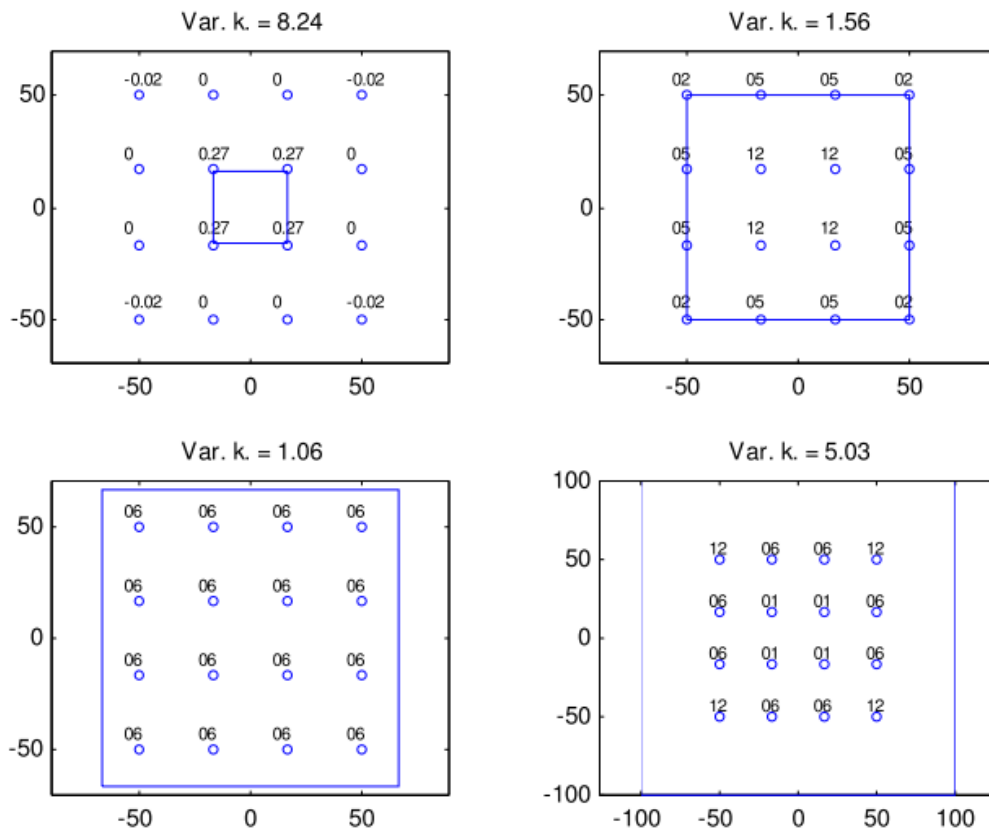 Var. k. = 8.24
50
0
-50
-0.02 0 0 -0.02
0 0.27 0.27 0
0 0.27 0.27 0
-0.02 0 0 -0.02
-50 0 50
Var. k. = 1.56
50
0
-50
02 05 05 02
05 12 12 05
05 12 12 05
02 05 05 02
-50 0 50
Var. k. = 1.06
50
0
-50
06 06 06 06
06 06 06 06
06 06 06 06
06 06 06 06
-50 0 50
Var. k. = 5.03
100
50
0
-50
-100
12 06 06 12
06 01 01 06
06 01 01 06
12 06 06 12
-100 -50 0 50 100